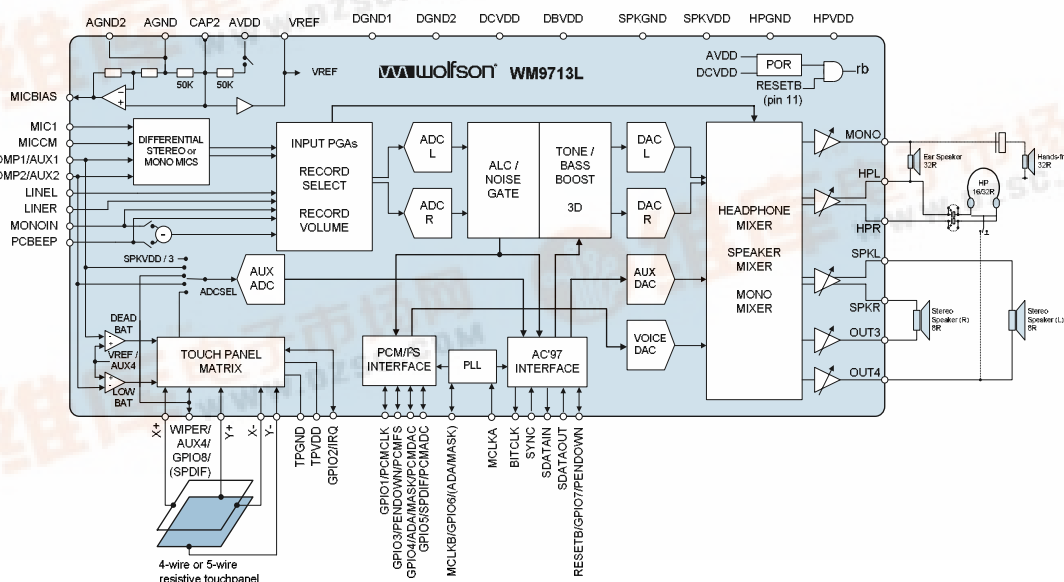 AGND2 AGND CAP2 AVDD VREF DGND1 DGND2 DCVDD DBVDD SPKGND SPKVDD HPGND HPVDD
50K 50K
VREF
wolfson WM9713L
AVDD
DCVDD
POR
RESETB
(pin 11)
rb
MICBIAS
MIC1
MICCM
OMP1/AUX1
OMP2/AUX2
LINEL
LINER
MONOIN
PCBEEP
DIFFERENTIAL
STEREO or
MONO MICS
INPUT PGAs
RECORD
SELECT
RECORD
VOLUME
ADC
L
ADC
R
ALC /
NOISE
GATE
TONE /
BASS
BOOST
3D
DAC
L
DAC
R
AUX
DAC
VOICE
DAC
HEADPHONE
MIXER
SPEAKER
MIXER
MONO
MIXER
MONO
HPL
HPR
SPKL
SPKR
OUT3
OUT4
Ear Speaker
32R
Hands-fr
32R
HP
16/32R
Stereo-
Speaker (R)
8R
Stereo-
Speaker (L)
8R
SPKVDD / 3
ADCSEL
AUX
ADC
DEAD
BAT
VREF /
AUX4
LOW
BAT
TOUCH PANEL
MATRIX
PCM/I²S
INTERFACE
PLL
AC'97
INTERFACE
X+
WIPER/
AUX4/
GPIO8/
(SPDIF)
Y+
X-
Y-
TPGND
TPVDD
GPIO2/IRQ
GPIO1/PCMCLK
GPIO3/PENDOWN/PCMFS
GPIO4/ADA/MASK/PCMDAC
GPIO5/SPDIF/PCMADC
MCLKB/GPIO6/(ADA/MASK)
MCLKA
BITCLK
SYNC
SDATAIN
SDATAOUT
RESETB/GPIO7/PENDOWN
4-wire or 5-wire
resistive touchpanel